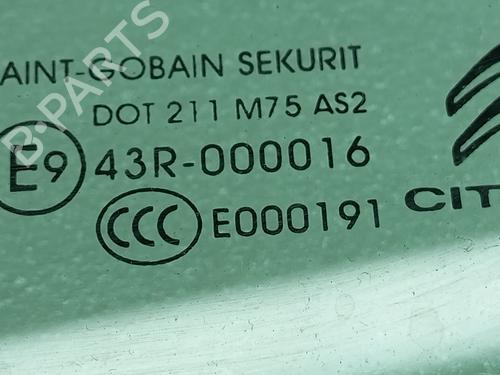 AINT-GOBAIN SEKURIT
DOT 211 M75 AS2
E9 43R-000016
CCC E000191
CIT
B-PARTS